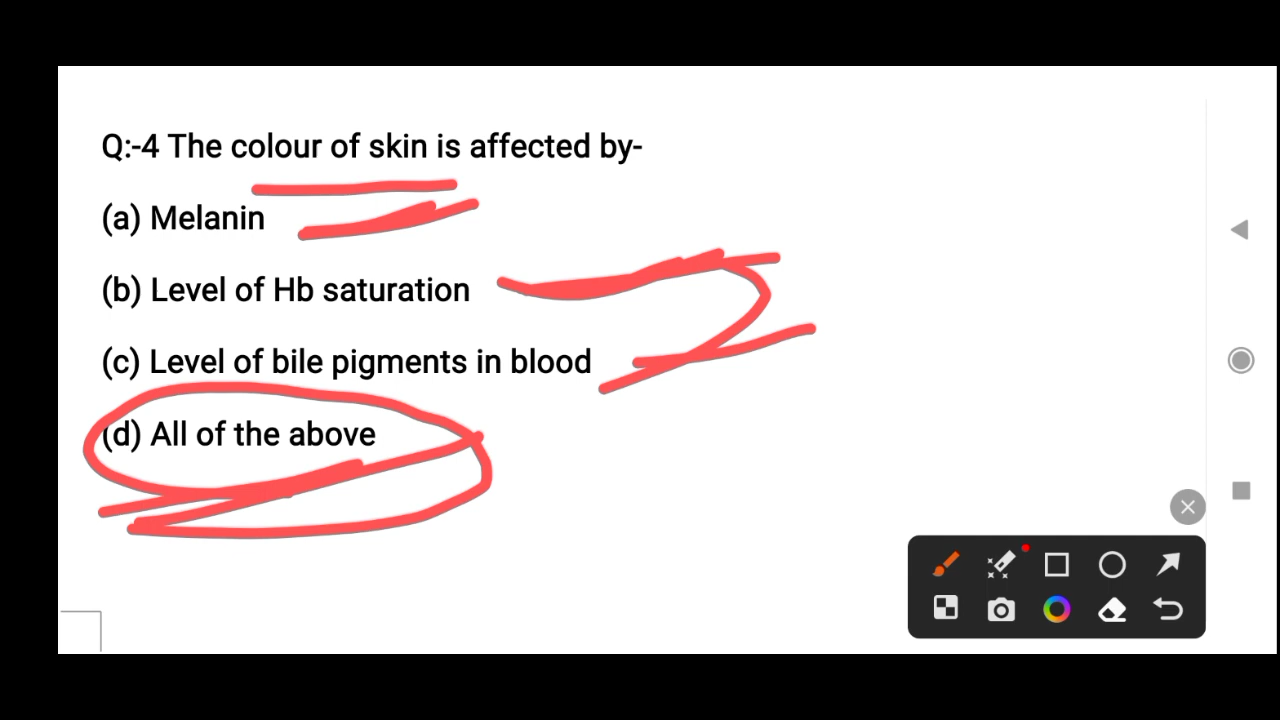 Q:-4 The colour of skin is affected by-
(a) Melanin
(b) Level of Hb saturation
(c) Level of bile pigments in blood
(d) All of the above